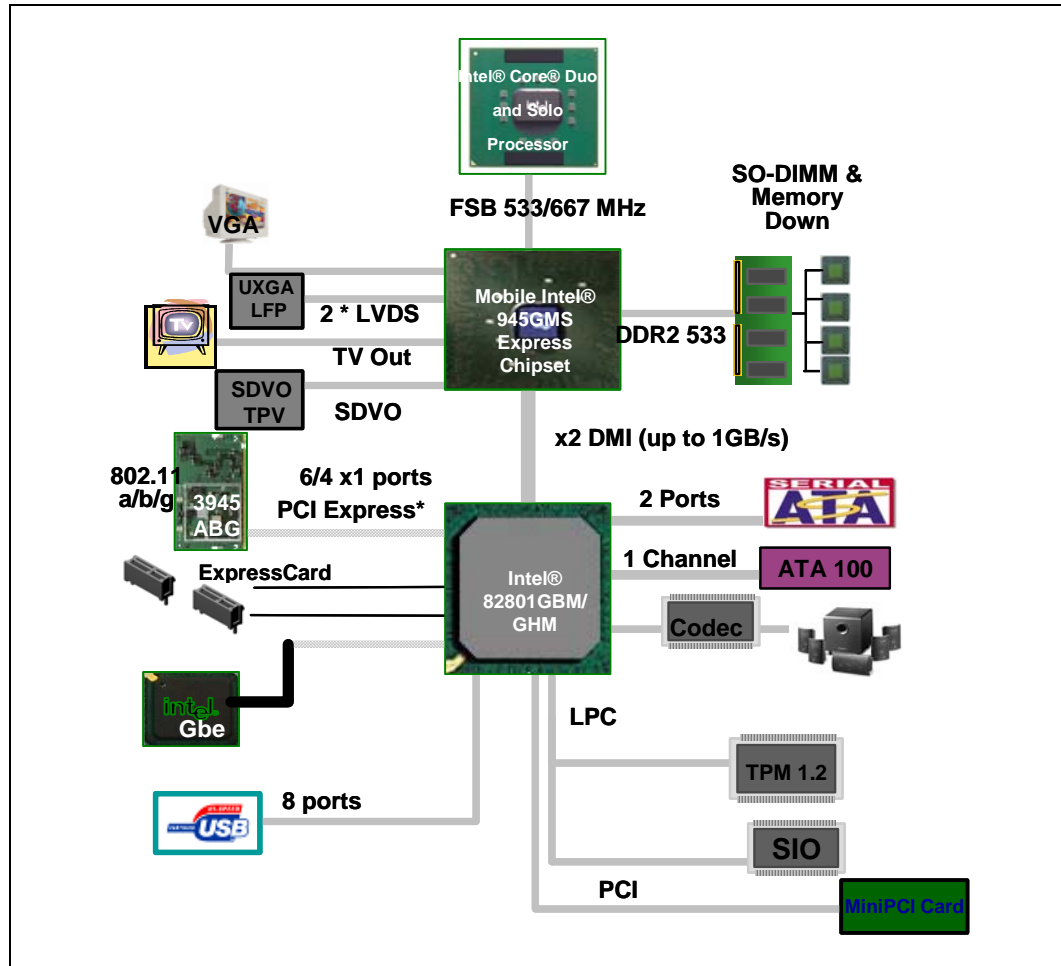 Intel® Core® Duo
and Solo
Processor
FSB 533/667 MHz
SO-DIMM &
Memory
Down
VGA
UXGA
LFP
2 * LVDS
Mobile Intel®
945GMS
Express
Chipset
DDR2 533
TV
TV Out
SDVO
TPV
SDVO
x2 DMI (up to 1GB/s)
802.11
a/b/g
3945
ABG
6/4 x1 ports
PCI Express*
2 Ports
SERIAL
ATA
ExpressCard
Intel®
82801GBM/
GHM
1 Channel
ATA 100
Codec
intel.
Gbe
LPC
TPM 1.2
8 ports
USB
SIO
PCI
MiniPCI Card